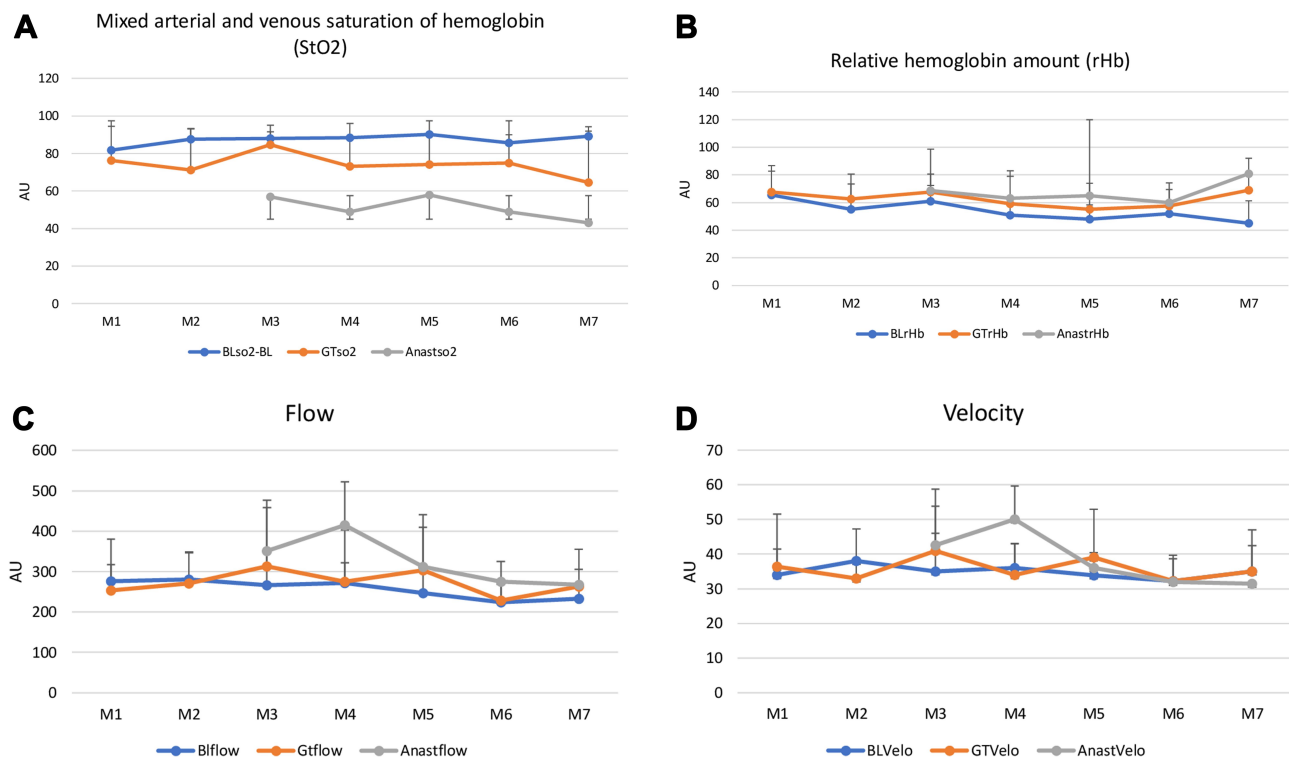 A
Mixed arterial and venous saturation of hemoglobin
(StO2)
120
100
80
60
40
20
0
AU
M1 M2 M3 M4 M5 M6 M7
BLso2-BL GTso2 Anastso2
B
Relative hemoglobin amount (rHb)
140
120
100
80
60
40
20
0
AU
M1 M2 M3 M4 M5 M6 M7
BLrHb GTrHb AnastrHb
C
Flow
600
500
400
300
200
100
0
AU
M1 M2 M3 M4 M5 M6 M7
Blflow Gtflow Anastflow
D
Velocity
70
60
50
40
30
20
10
0
AU
M1 M2 M3 M4 M5 M6 M7
BLVelo GTVelo AnastVelo